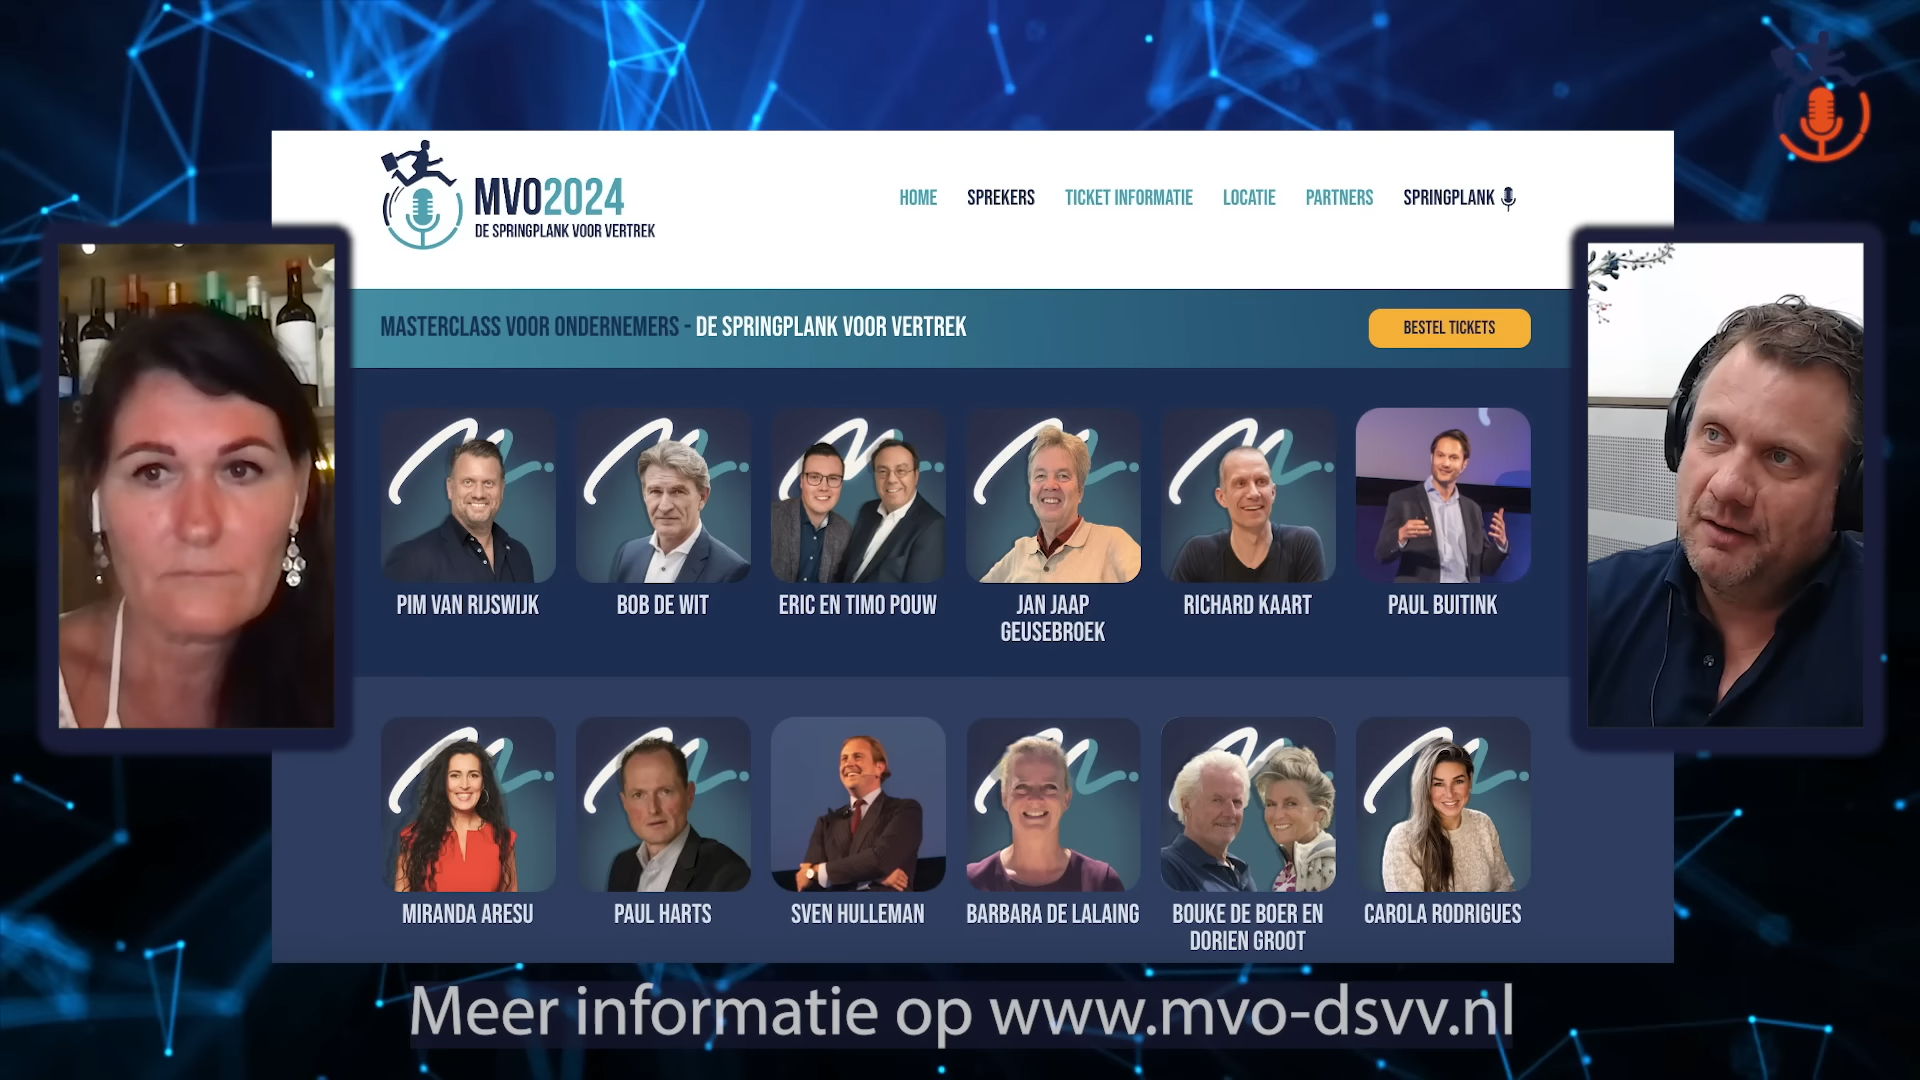 MVO2024
DE SPRINGPLANK VOOR VERTREK
HOME SPREKERS TICKET INFORMATIE LOCATIE PARTNERS SPRINGPLANK
MASTERCLASS VOOR ONDERNEMERS - DE SPRINGPLANK VOOR VERTREK
BESTEL TICKETS
PIM VAN RIJSWIJK
BOB DE WIT
ERIC EN TIMO POUW
JAN JAAP
GEUSEBROEK
RICHARD KAART
PAUL BUITINK
MIRANDA ARESU
PAUL HARTS
SVEN HULLEMAN
BARBARA DE LALAING
BOUKE DE BOER EN
DORIEN GROOT
CAROLA RODRIGUES
Meer informatie op www.mvo-dsvv.nl